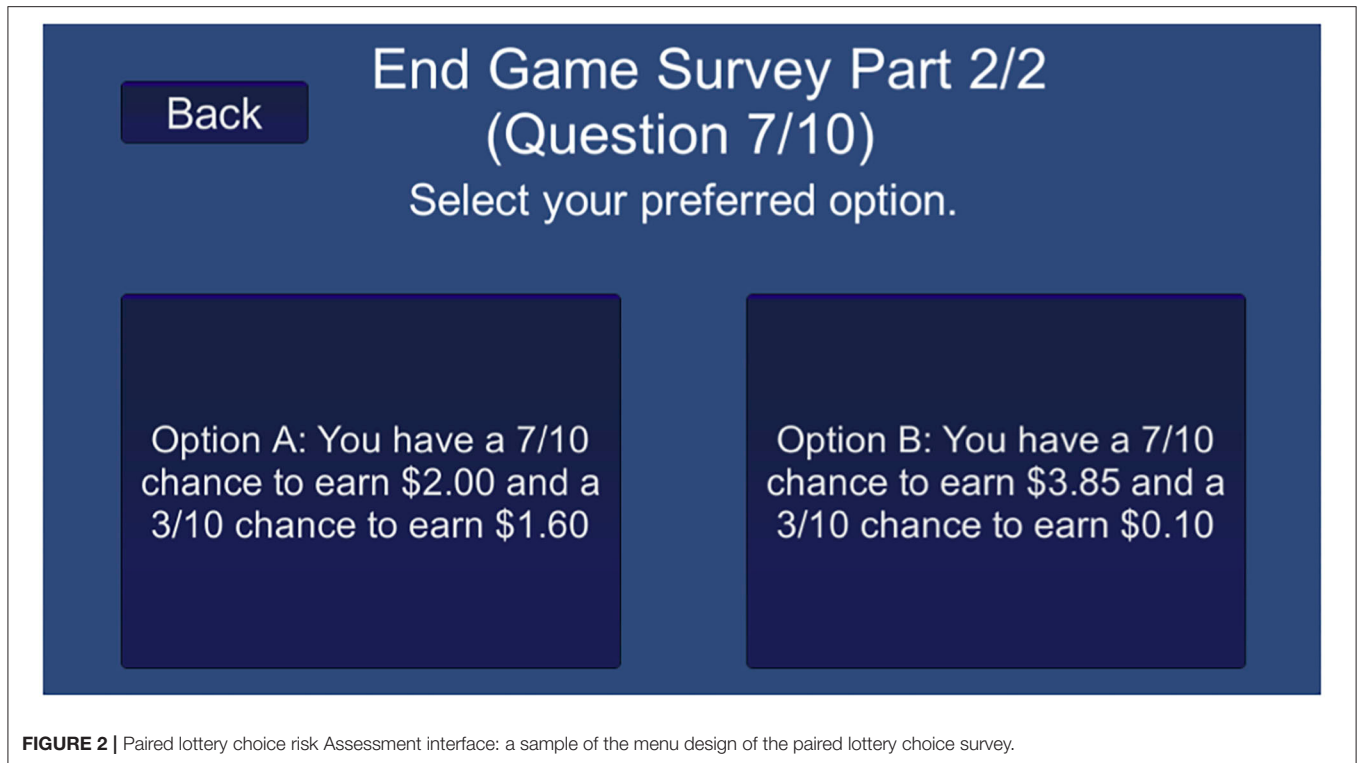 End Game Survey Part 2/2
Back
(Question 7/10)
Select your preferred option.
Option A: You have a 7/10
chance to earn $2.00 and a
3/10 chance to earn $1.60
Option B: You have a 7/10
chance to earn $3.85 and a
3/10 chance to earn $0.10
FIGURE 2 | Paired lottery choice risk Assessment interface: a sample of the menu design of the paired lottery choice survey.